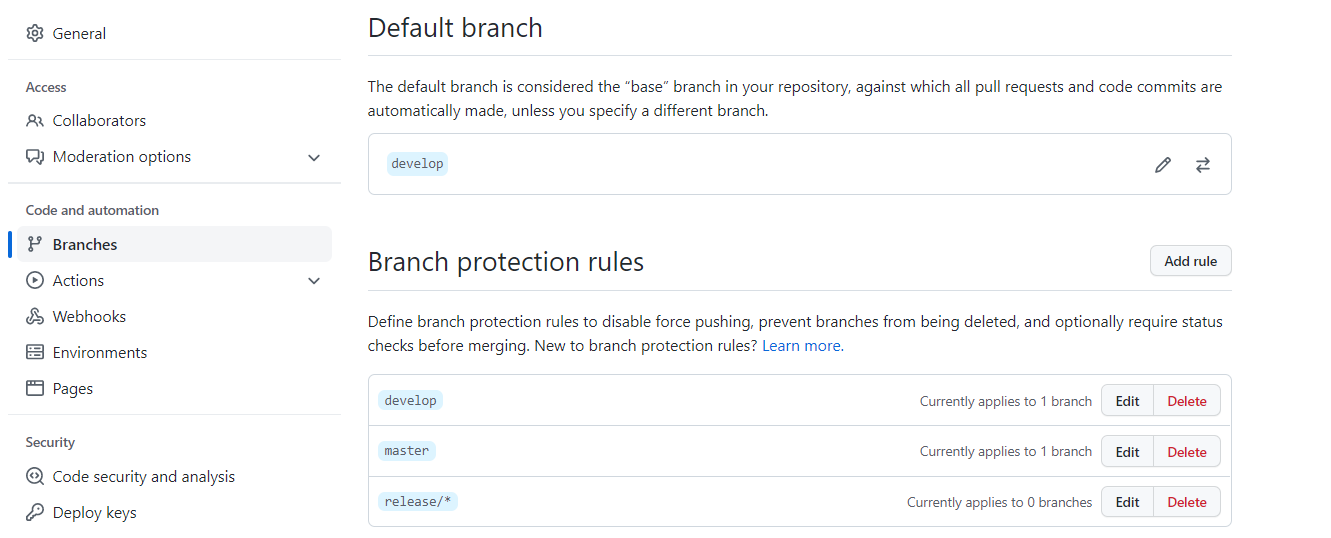 General
Access
Collaborators
Moderation options
Code and automation
Branches
Actions
Webhooks
Environments
Pages
Security
Code security and analysis
Deploy keys
Default branch
The default branch is considered the “base” branch in your repository, against which all pull requests and code commits are
automatically made, unless you specify a different branch.
develop
Branch protection rules
Add rule
Define branch protection rules to disable force pushing, prevent branches from being deleted, and optionally require status
checks before merging. New to branch protection rules? Learn more.
develop Currently applies to 1 branch Edit Delete
master Currently applies to 1 branch Edit Delete
release/* Currently applies to 0 branches Edit Delete